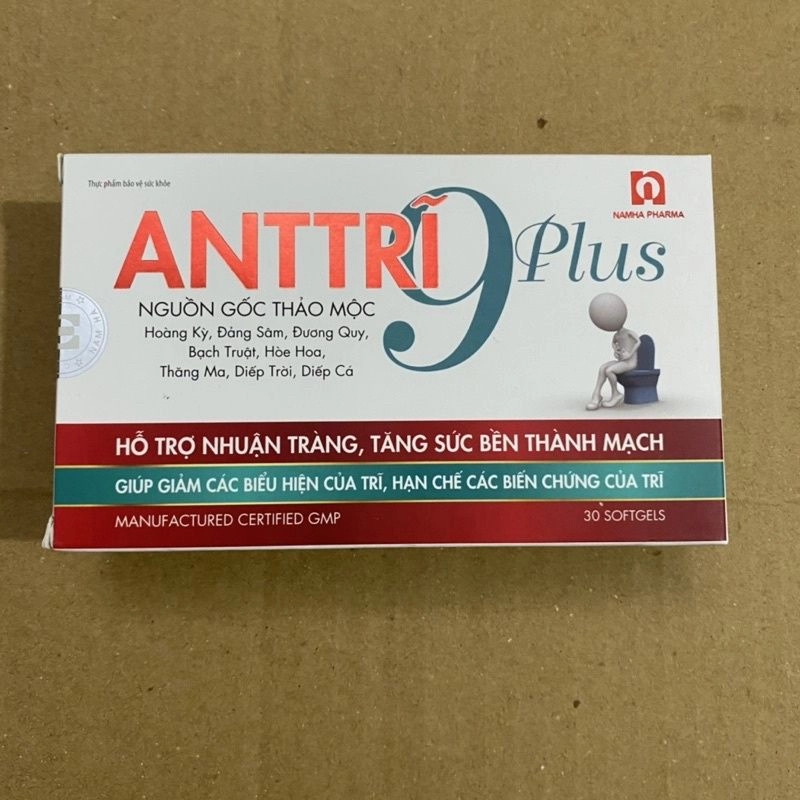 Thực phẩm bảo vệ sức khỏe
NAMHA PHARMA
ANTTRĨ 9 Plus
NGUỒN GỐC THẢO MỘC
Hoàng Kỳ, Đảng Sâm, Đương Quy,
Bạch Truật, Hòe Hoa,
Thăng Ma, Diếp Trời, Diếp Cá
NAM HA
HỖ TRỢ NHUẬN TRÀNG, TĂNG SỨC BỀN THÀNH MẠCH
GIÚP GIẢM CÁC BIỂU HIỆN CỦA TRĨ, HẠN CHẾ CÁC BIẾN CHỨNG CỦA TRĨ
MANUFACTURED CERTIFIED GMP
30 SOFTGELS